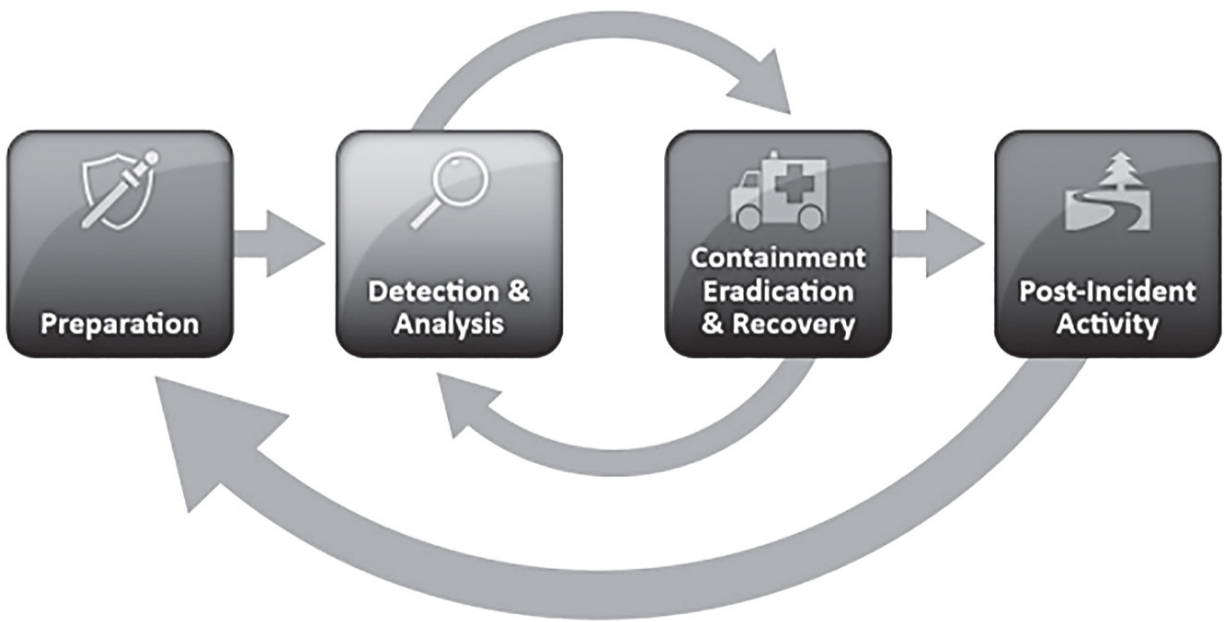 Preparation
Detection &
Analysis
Containment
Eradication
& Recovery
Post-Incident
Activity